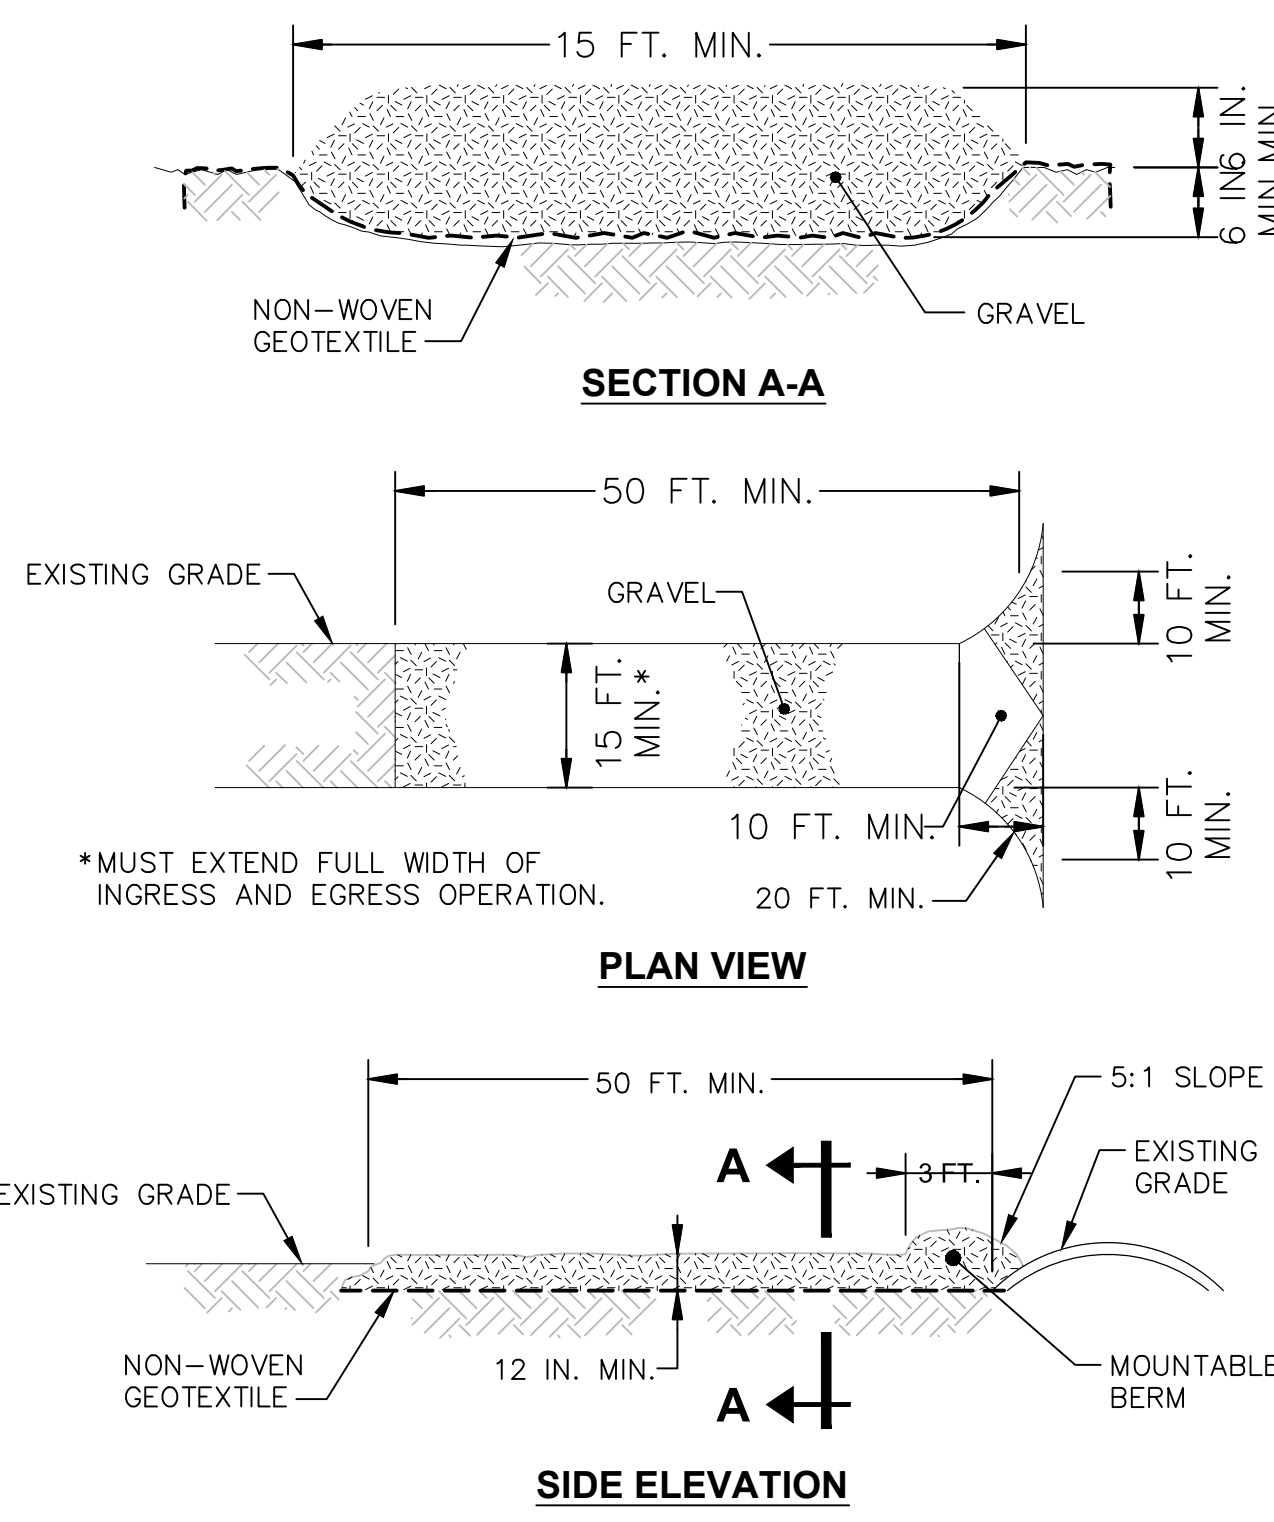 15 FT. MIN.
6 IN.
MIN.
6 IN.
MIN.
NON-WOVEN
GEOTEXTILE
GRAVEL
SECTION A-A
50 FT. MIN.
EXISTING GRADE
GRAVEL
10 FT.
MIN.
15 FT.
MIN.*
10 FT. MIN.
10 FT.
MIN.
*MUST EXTEND FULL WIDTH OF
INGRESS AND EGRESS OPERATION.
20 FT. MIN.
PLAN VIEW
50 FT. MIN.
5:1 SLOPE
A
3 FT.
EXISTING
GRADE
EXISTING GRADE
NON-WOVEN
GEOTEXTILE
12 IN. MIN.
A
MOUNTABLE
BERM
SIDE ELEVATION